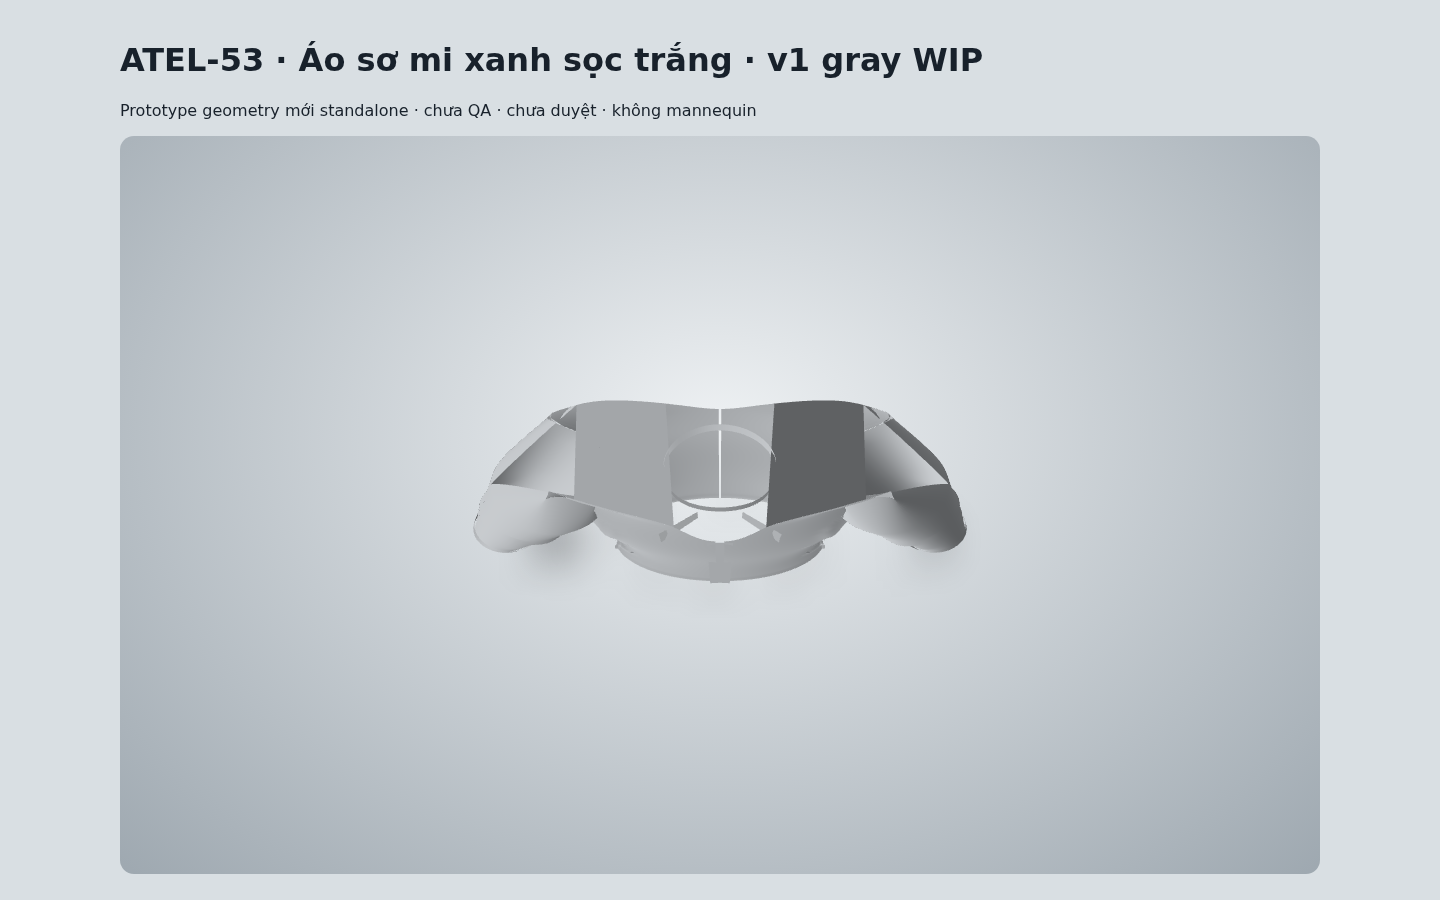 ATEL-53 · Áo sơ mi xanh sọc trắng · v1 gray WIP
Prototype geometry mới standalone · chưa QA · chưa duyệt · không mannequin